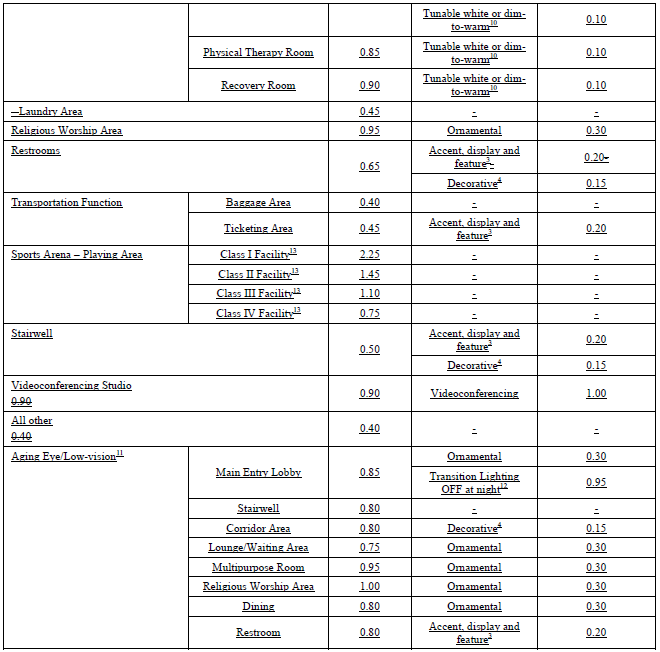 Tunable white or dim-
to-warm10
0.10
Physical Therapy Room
0.85
Tunable white or dim-
to-warm10
0.10
Recovery Room
0.90
Tunable white or dim-
to-warm10
0.10
–Laundry Area
0.45
-
-
Religious Worship Area
0.95
Ornamental
0.30
Restrooms
0.65
Accent, display and
feature3 -
0.20-
Decorative4
0.15
Transportation Function
Baggage Area
0.40
-
-
Ticketing Area
0.45
Accent, display and
feature3
0.20
Sports Arena – Playing Area
Class I Facility13
2.25
-
-
Class II Facility13
1.45
-
-
Class III Facility13
1.10
-
-
Class IV Facility13
0.75
-
-
Stairwell
0.50
Accent, display and
feature3
0.20
Decorative4
0.15
Videoconferencing Studio
0.90
0.90
Videoconferencing
1.00
All other
0.40
0.40
-
-
Aging Eye/Low-vision11
Main Entry Lobby
0.85
Ornamental
0.30
Transition Lighting
OFF at night12
0.95
Stairwell
0.80
-
-
Corridor Area
0.80
Decorative4
0.15
Lounge/Waiting Area
0.75
Ornamental
0.30
Multipurpose Room
0.95
Ornamental
0.30
Religious Worship Area
1.00
Ornamental
0.30
Dining
0.80
Ornamental
0.30
Restroom
0.80
Accent, display and
feature3
0.20